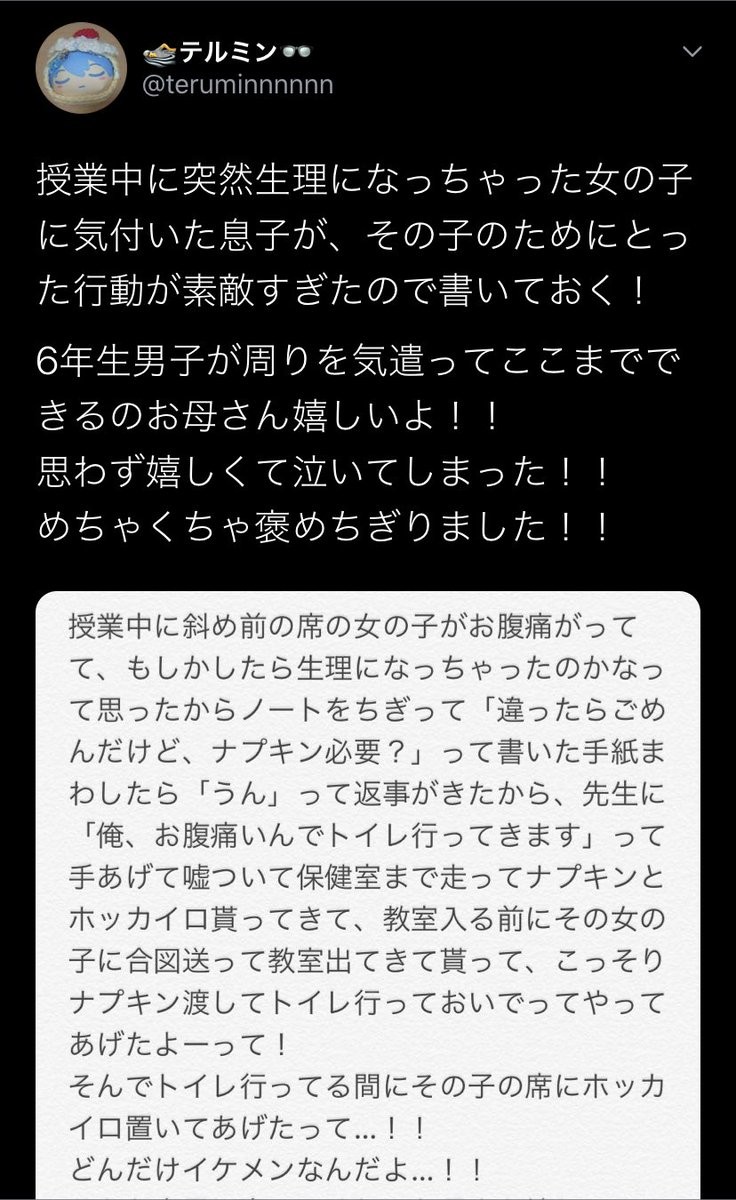 テルミン
@teruminnnnnn
授業中に突然生理になっちゃった女の子
に気付いた息子が、その子のためにとっ
た行動が素敵すぎたので書いておく！
6年生男子が周りを気遣ってここまでで
きるのお母さん嬉しいよ！！
思わず嬉しくて泣いてしまった！！
めちゃくちゃ褒めちぎりました！！
授業中に斜め前の席の女の子がお腹痛がって
て、もしかしたら生理になっちゃったのかなっ
て思ったからノートをちぎって「違ったらごめ
んだけど、ナプキン必要？」って書いた手紙ま
わしたら「うん」って返事がきたから、先生に
「俺、お腹痛いんでトイレ行ってきます」って
手あげて嘘ついて保健室まで走ってナプキンと
ホッカイロ貰ってきて、教室入る前にその女の
子に合図送って教室出てきて貰って、こっそり
ナプキン渡してトイレ行っておいでってやって
あげたよーって！
そんでトイレ行ってる間にその子の席にホッカ
イロ置いてあげたって…！！
どんだけイケメンなんだよ…！！